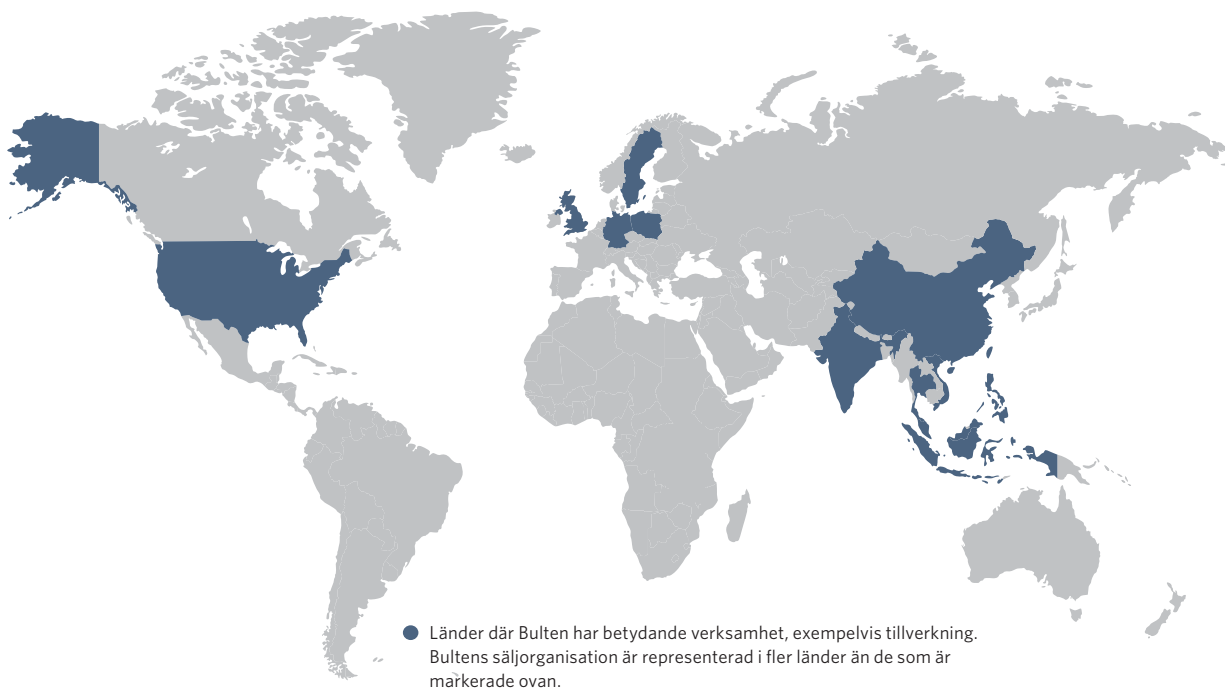 Länder där Bulten har betydande verksamhet, exempelvis tillverkning.
Bultens säljorganisation är representerad i fler länder än de som är
markerade ovan.